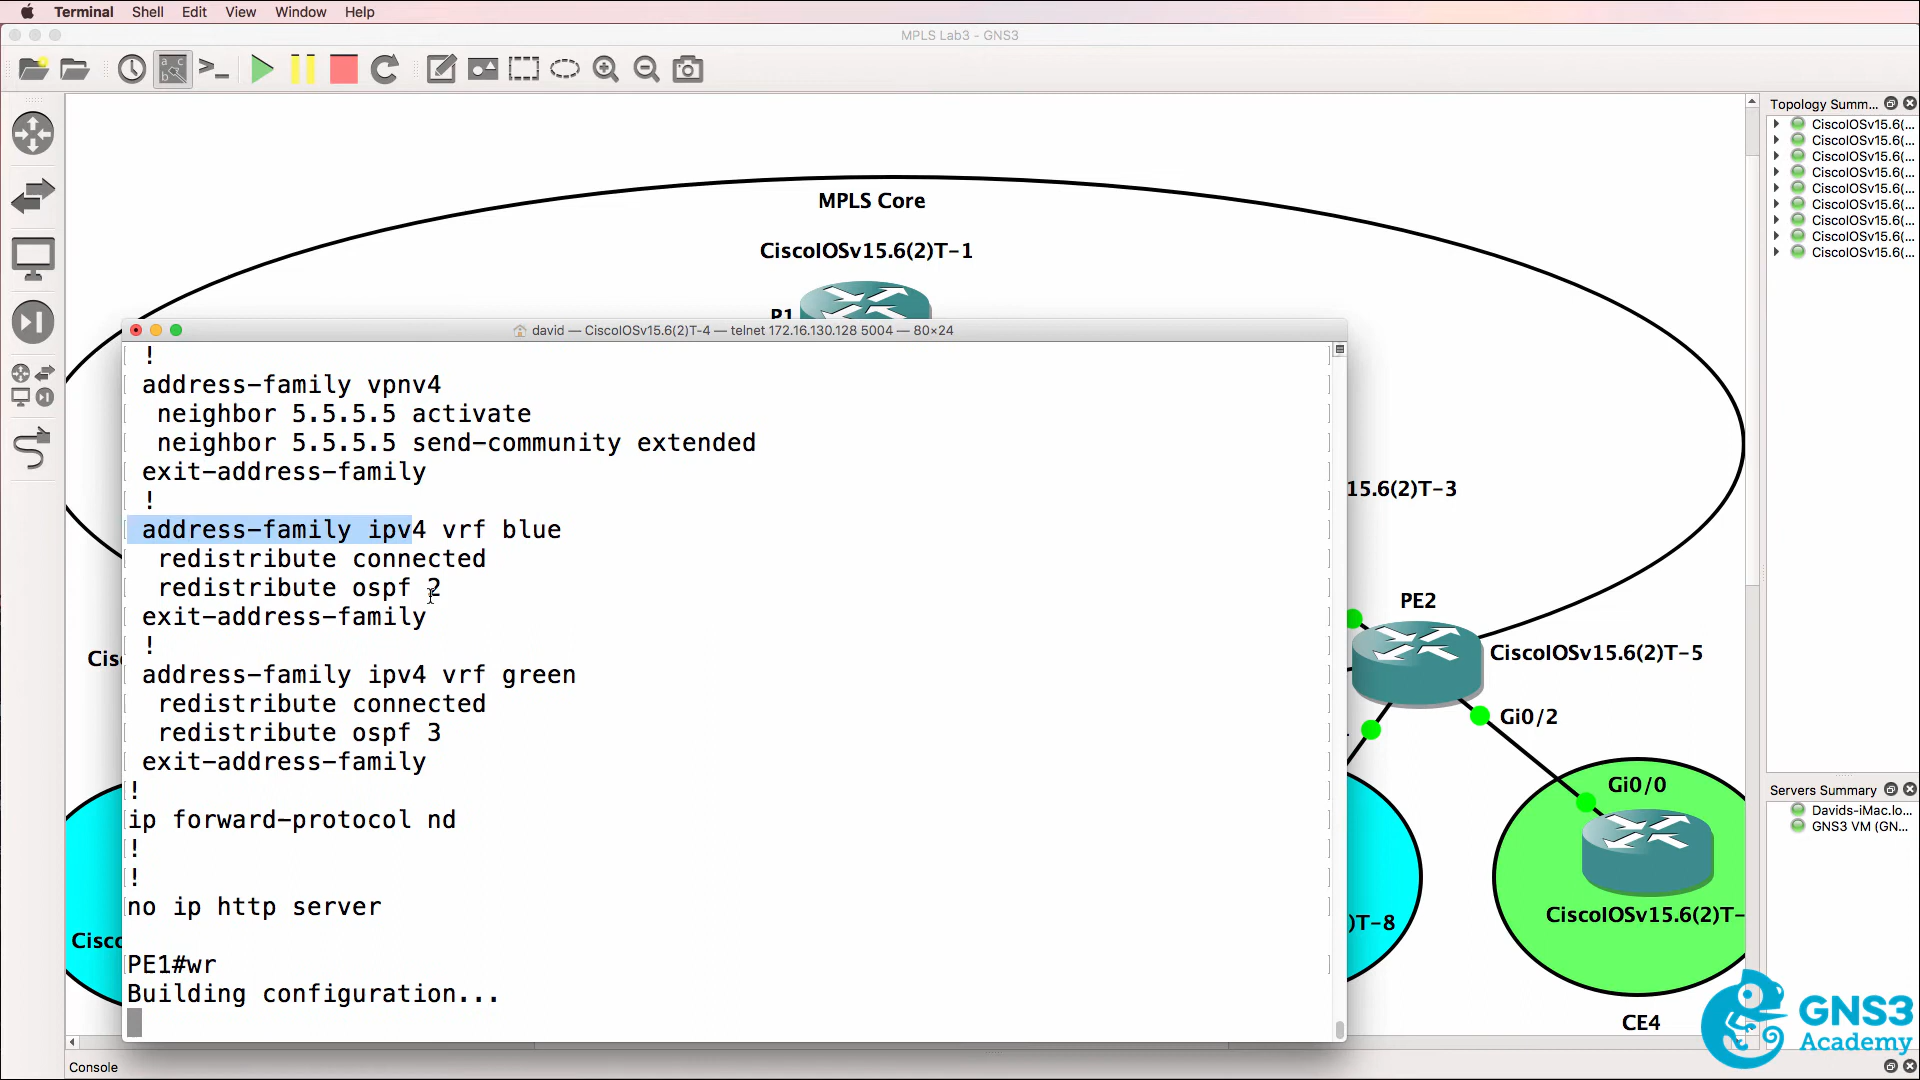 Terminal Shell Edit View Window Help
MPLS Lab3 - GNS3
Topology Summ...
CiscoIOSv15.6(...
CiscoIOSv15.6(...
CiscoIOSv15.6(...
CiscoIOSv15.6(...
CiscoIOSv15.6(...
CiscoIOSv15.6(...
CiscoIOSv15.6(...
CiscoIOSv15.6(...
CiscoIOSv15.6(...
MPLS Core
CiscoIOSv15.6(2)T-1
P1
david — CiscoIOSv15.6(2)T-4 — telnet 172.16.130.128 5004 — 80×24
!
address-family vpnv4
neighbor 5.5.5.5 activate
neighbor 5.5.5.5 send-community extended
exit-address-family
!
address-family ipv4 vrf blue
redistribute connected
redistribute ospf 2
exit-address-family
!
address-family ipv4 vrf green
redistribute connected
redistribute ospf 3
exit-address-family
!
ip forward-protocol nd
!
!
no ip http server
PE1#wr
Building configuration...
15.6(2)T-3
PE2
CiscoIOSv15.6(2)T-5
Gi0/2
Gi0/0
CiscoIOSv15.6(2)T-
)T-8
CE4
Cis
Cisc
Servers Summary
Davids-iMac.lo...
GNS3 VM (GN...
GNS3
Academy
Console